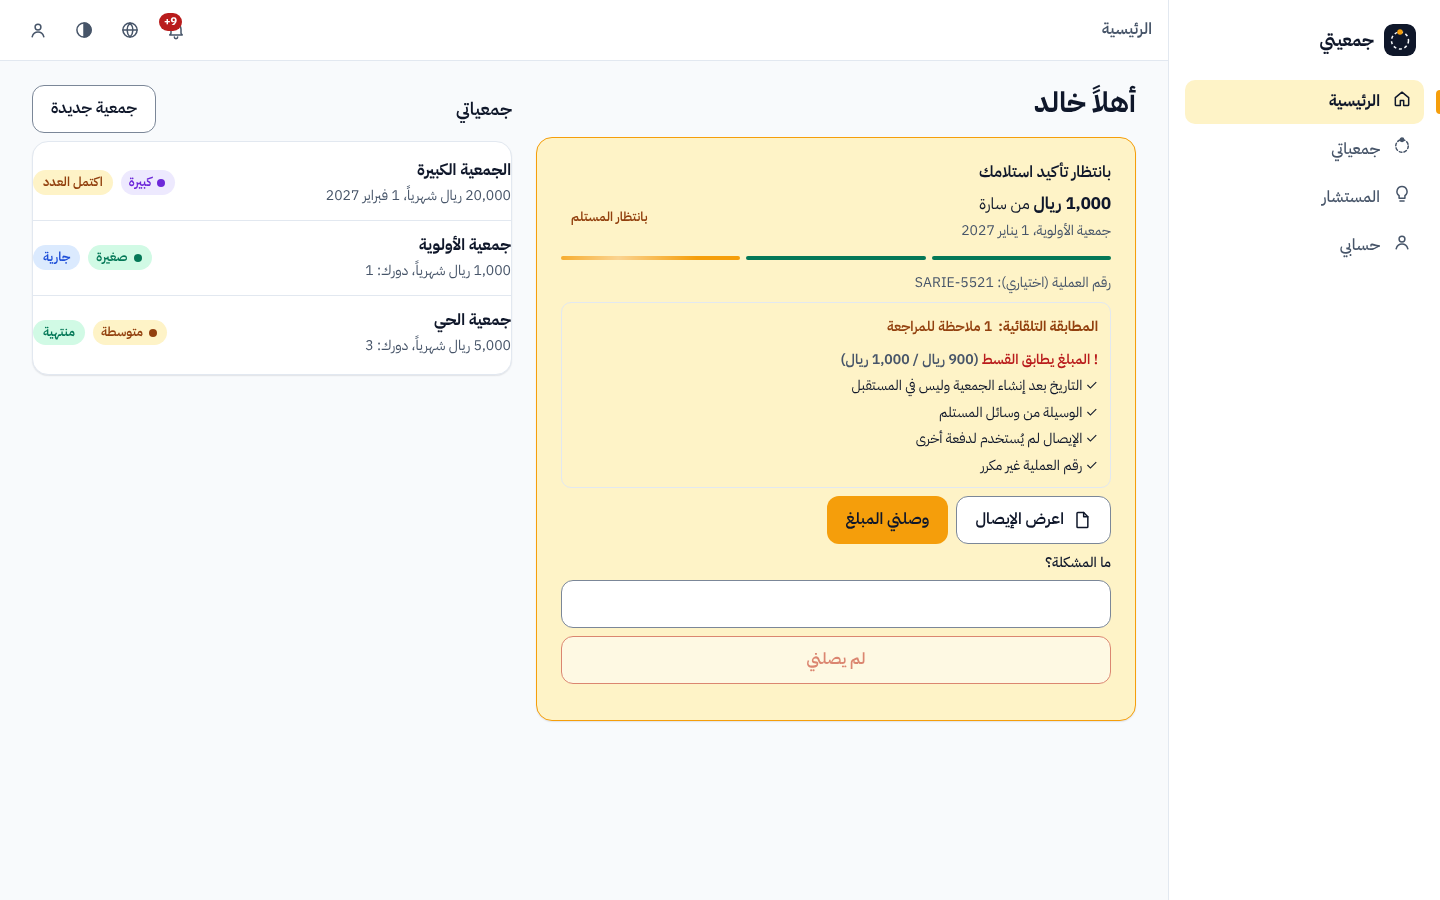 جمعيتي
الرئيسية
جمعياتي
المستشار
حسابي
الرئيسية
9+
أهلاً خالد
بانتظار تأكيد استلامك
1,000 ريال من سارة
جمعية الأولوية، 1 يناير 2027
بانتظار المستلم
رقم العملية (اختياري): SARIE-5521
المطابقة التلقائية: 1 ملاحظة للمراجعة
! المبلغ يطابق القسط (900 ريال / 1,000 ريال)
✓ التاريخ بعد إنشاء الجمعية وليس في المستقبل
✓ الوسيلة من وسائل المستلم
✓ الإيصال لم يُستخدم لدفعة أخرى
✓ رقم العملية غير مكرر
اعرض الإيصال
وصلني المبلغ
ما المشكلة؟
لم يصلني
جمعياتي
جمعية جديدة
الجمعية الكبيرة
20,000 ريال شهرياً، 1 فبراير 2027
كبيرة
اكتمل العدد
جمعية الأولوية
1,000 ريال شهرياً، دورك: 1
صغيرة
جارية
جمعية الحي
5,000 ريال شهرياً، دورك: 3
متوسطة
منتهية